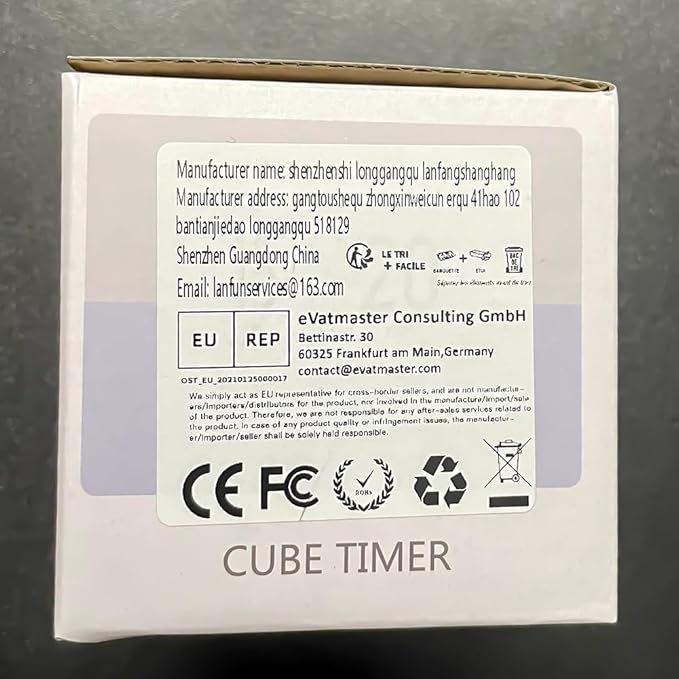 Manufacturer name: shenzhenshi longgangqu lanfangshanghang
Manufacturer address: gangtoushequ zhongxinweicun erqu 41hao 102
bantianjiedao longgangqu 518129
Shenzhen Guangdong China
Email: lanfunservices@163.com
LE TRI
+ FACILE
+
BAC
DE
TRI
EU REP
eVatmaster Consulting GmbH
Bettinastr. 30
60325 Frankfurt am Main,Germany
contact@evatmaster.com
OST_EU_20210125000017
We simply act as EU representative for cross-border sellers, and are not manufactur-
ers/importers/distributors for the product, nor involved in the manufacture/import/sale
of the product. Therefore, we are not responsible for any after-sales services related to
the product. In case of any product quality or infringement issues, the manufactur-
er/importer/seller shall be solely held responsible.
CE FC ROHS
CUBE TIMER